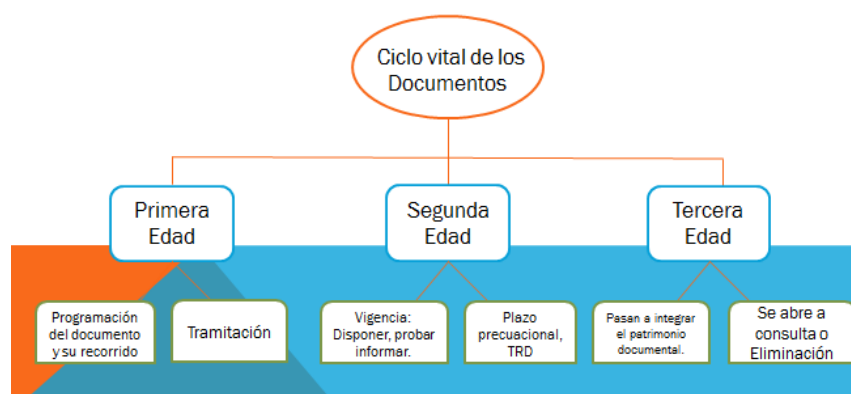 Ciclo vital de los
Documentos
Primera
Edad
Segunda
Edad
Tercera
Edad
Programación
del documento
y su recorrido
Tramitación
Vigencia:
Disponer, probar
informar.
Plazo
precuacional,
TRD
Pasan a integrar
el patrimonio
documental.
Se abre a
consulta o
Eliminación